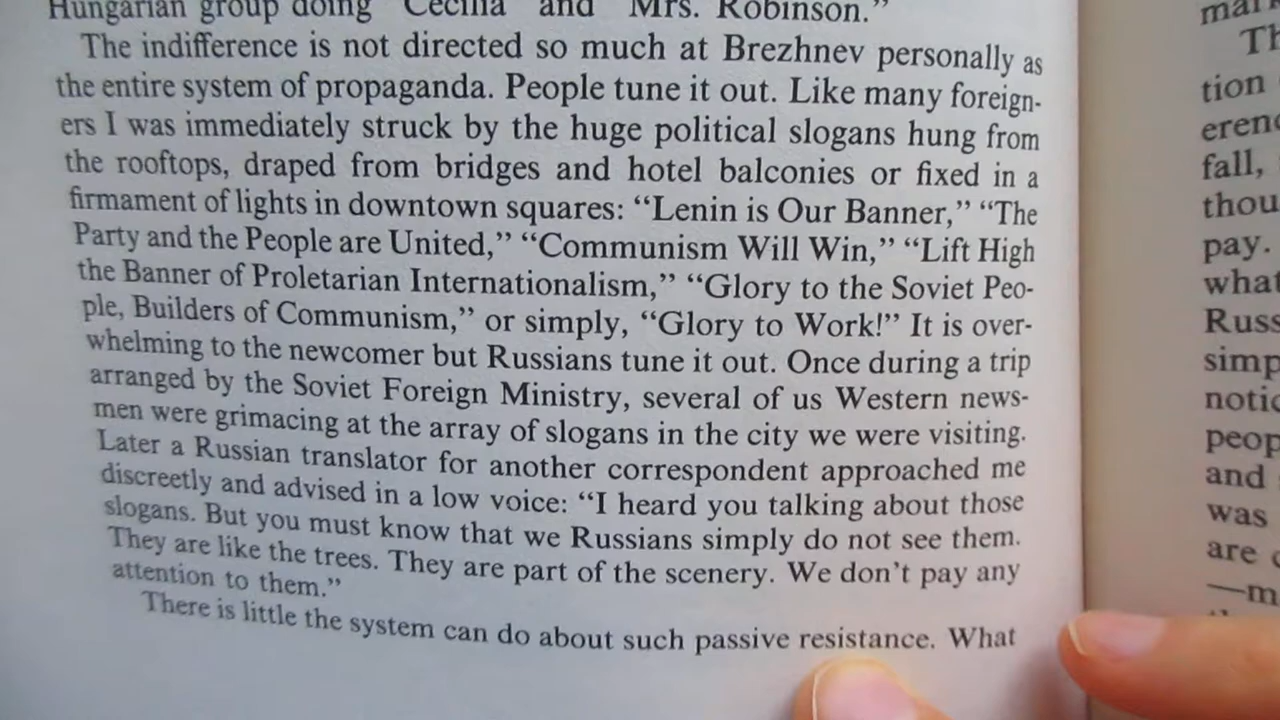 Hungarian group doing "Cecilia" and "Mrs. Robinson."
The indifference is not directed so much at Brezhnev personally as
the entire system of propaganda. People tune it out. Like many foreign-
ers I was immediately struck by the huge political slogans hung from
the rooftops, draped from bridges and hotel balconies or fixed in a
firmament of lights in downtown squares: “Lenin is Our Banner,” “The
Party and the People are United,” “Communism Will Win,” “Lift High
the Banner of Proletarian Internationalism,” “Glory to the Soviet Peo-
ple, Builders of Communism,” or simply, “Glory to Work!” It is over-
whelming to the newcomer but Russians tune it out. Once during a trip
arranged by the Soviet Foreign Ministry, several of us Western news-
men were grimacing at the array of slogans in the city we were visiting.
Later a Russian translator for another correspondent approached me
discreetly and advised in a low voice: “I heard you talking about those
slogans. But you must know that we Russians simply do not see them.
They are like the trees. They are part of the scenery. We don’t pay any
attention to them.”
There is little the system can do about such passive resistance. What
tion
fall,
thou
pay.
what
Russ
simp
notic
peop
and
was
are
—m